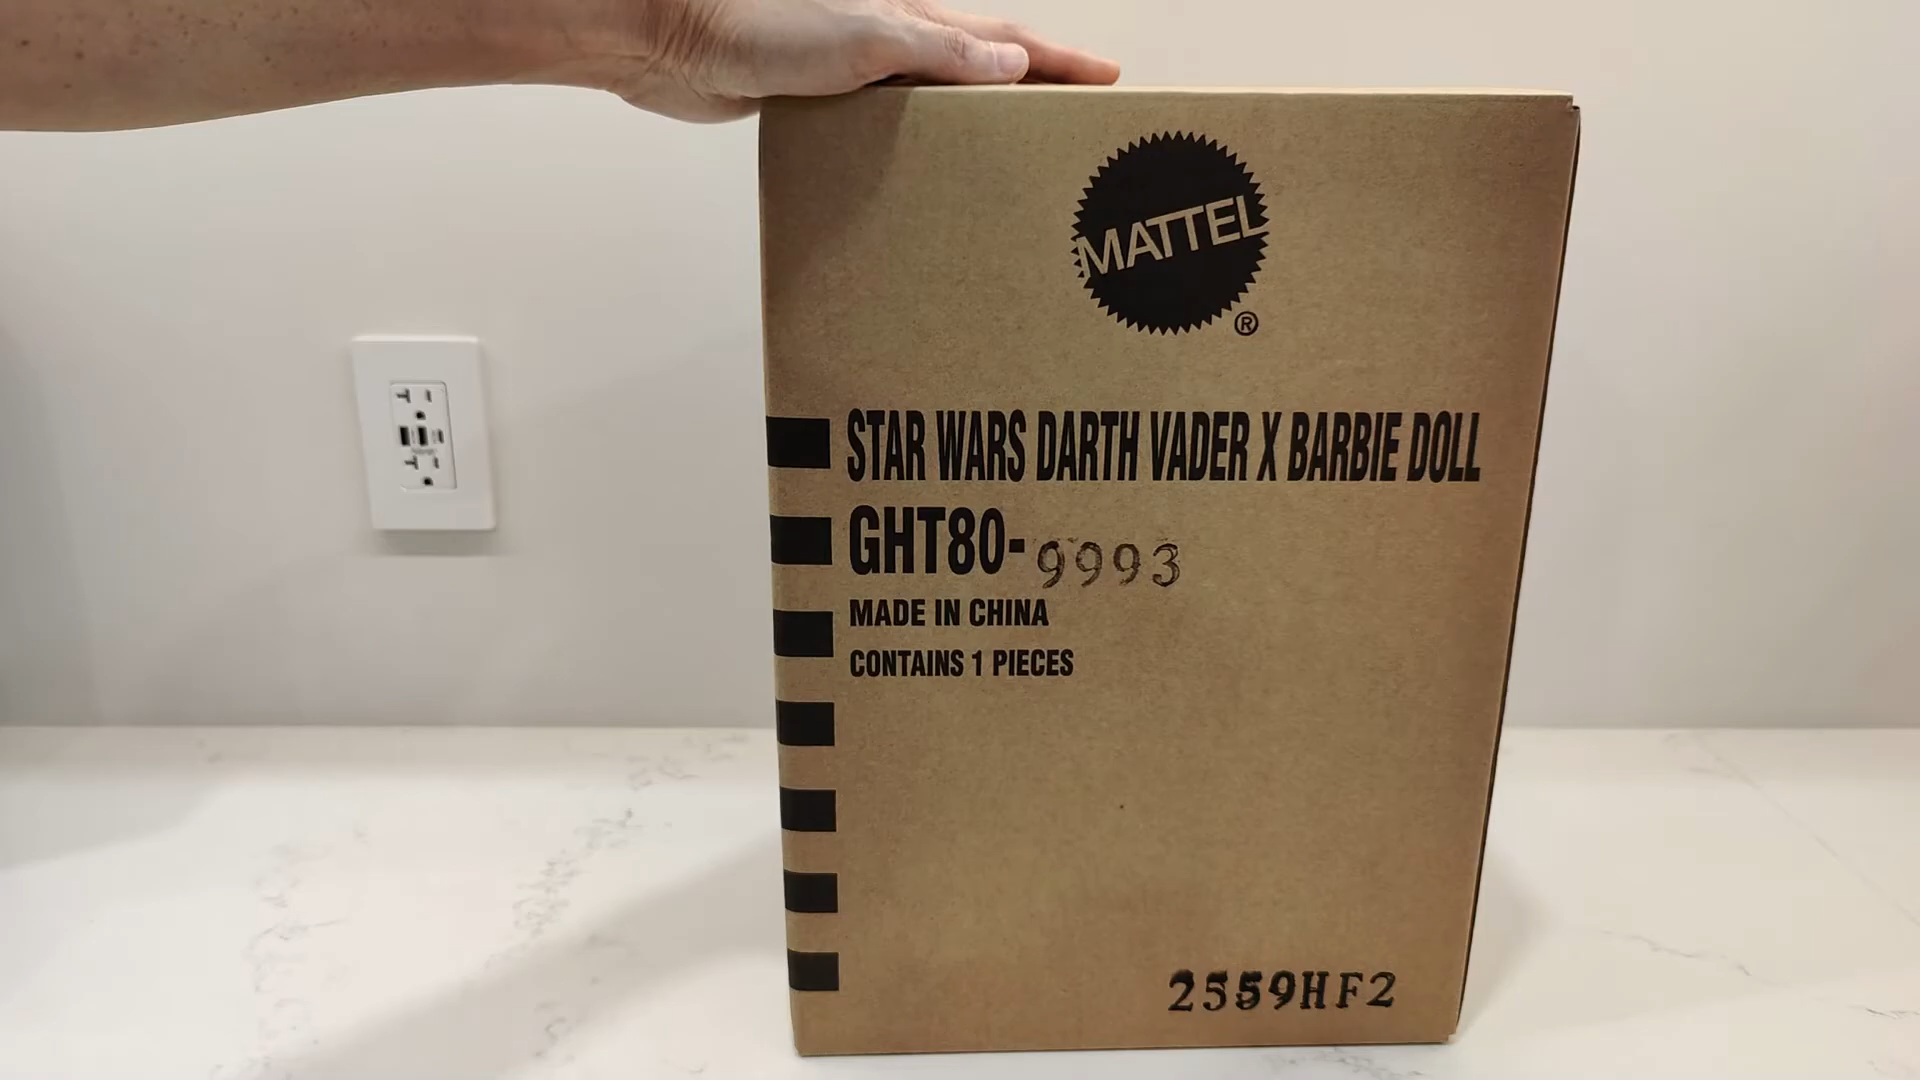 MATTEL
®
STAR WARS DARTH VADER X BARBIE DOLL
GHT80-9993
MADE IN CHINA
CONTAINS 1 PIECES
2559HF2